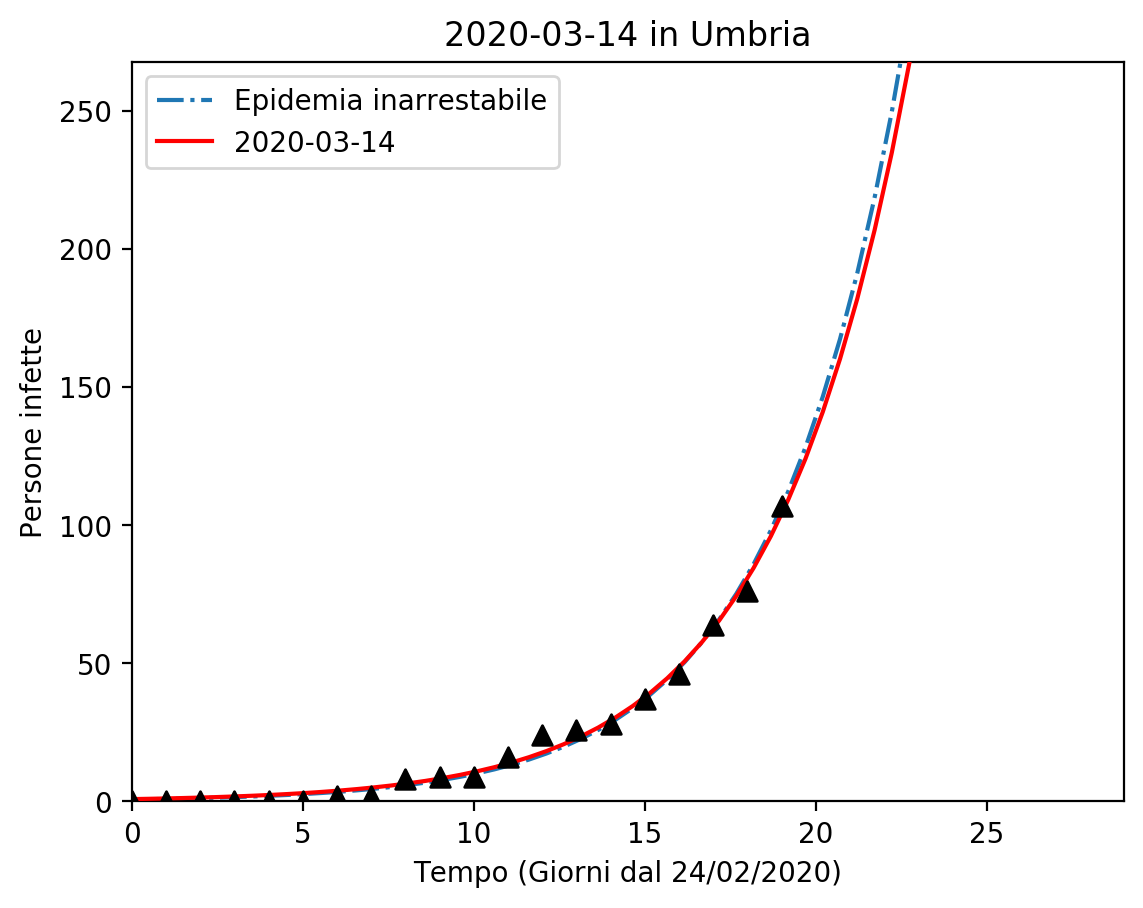 2020-03-14 in Umbria
Epidemia inarrestabile
2020-03-14
250
200
150
100
50
0
Persone infette
0 5 10 15 20 25
Tempo (Giorni dal 24/02/2020)